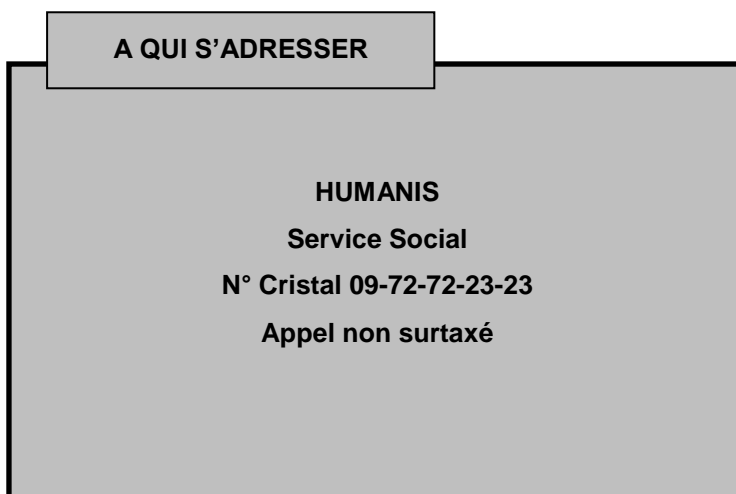 A QUI S’ADRESSER
HUMANIS
Service Social
N° Cristal 09-72-72-23-23
Appel non surtaxé